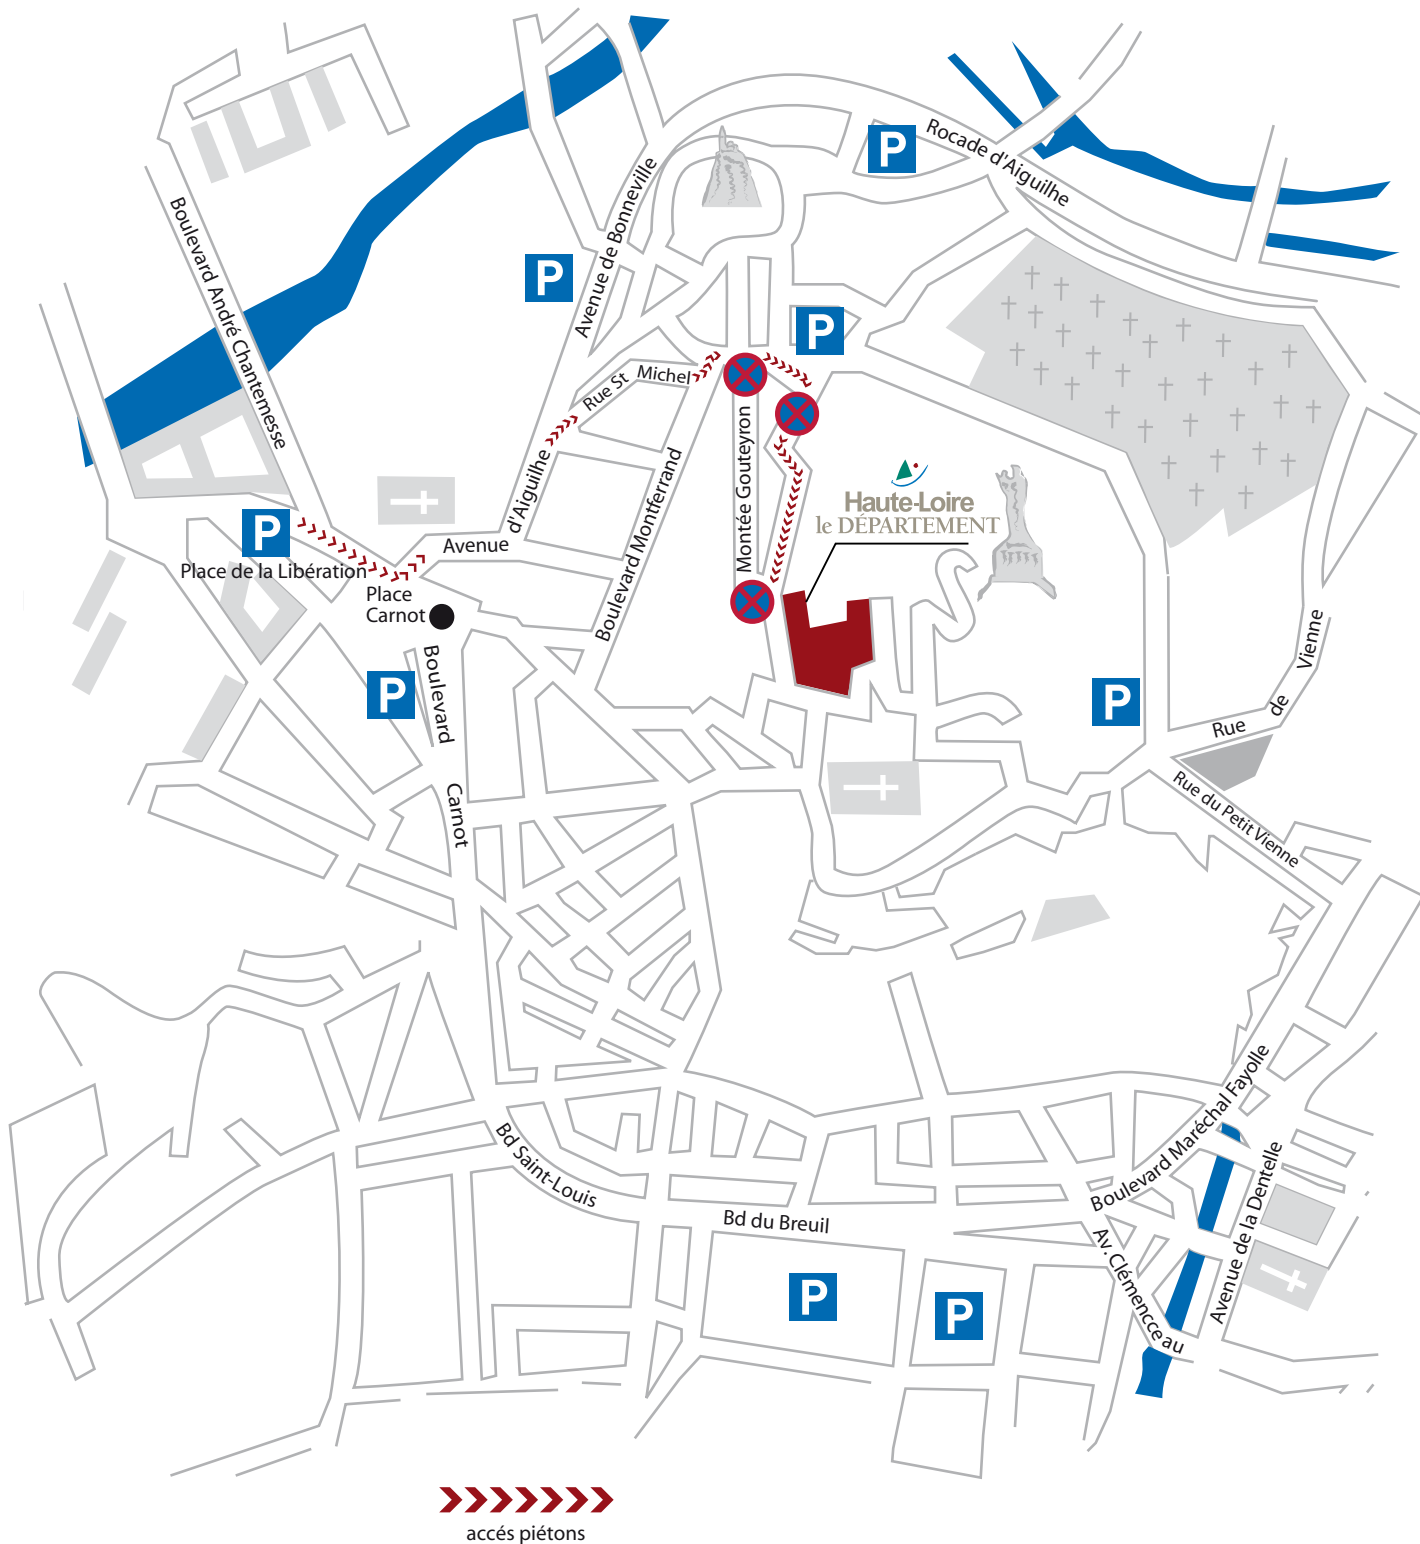 P
Rocade d'Aiguilhe
Boulevard André Chantemesse
Avenue de Bonneville
P
P
Rue St Michel
Montée Gouteyron
Boulevard Montferrand
d'Aiguilhe
Avenue
Haute-Loire
le DÉPARTEMENT
P
Place de la Libération
Place
Carnot
Boulevard
Carnot
P
P
Rue de Vienne
Rue du Petit Vienne
Boulevard Maréchal Fayolle
Bd Saint-Louis
Bd du Breuil
Avenue de la Dentelle
Av. Clémencceau
P
P
accés piétons